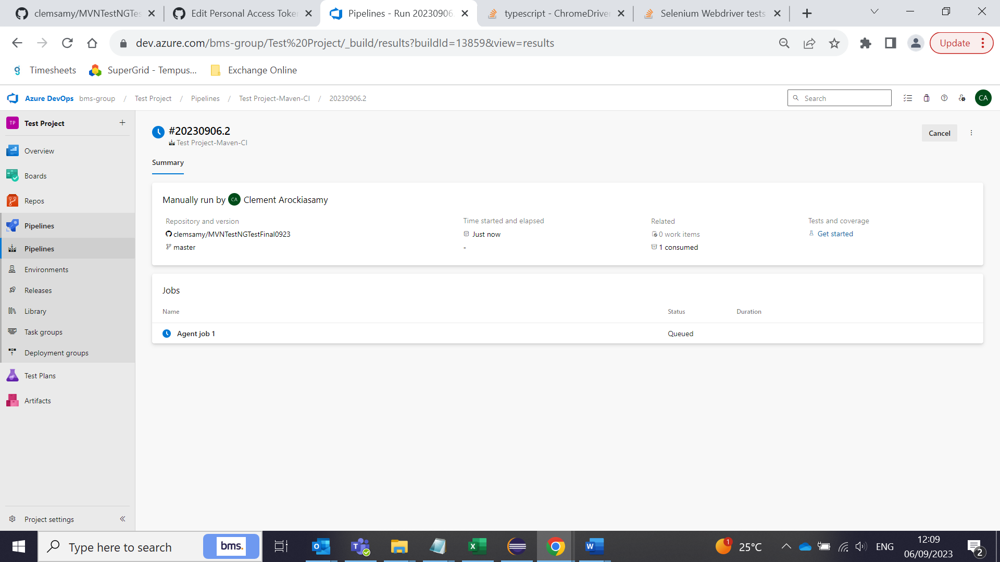 clemsamy/MVNTestNGTes
Edit Personal Access Token
Pipelines - Run 20230906.
typescript - ChromeDriver
Selenium Webdriver tests
dev.azure.com/bms-group/Test%20Project/_build/results?buildId=13859&view=results
Update
Timesheets
SuperGrid - Tempus...
Exchange Online
Azure DevOps bms-group / Test Project / Pipelines / Test Project-Maven-CI / 20230906.2
Search
CA
TP Test Project +
Overview
Boards
Repos
Pipelines
Pipelines
Environments
Releases
Library
Task groups
Deployment groups
Test Plans
Artifacts
Project settings
#20230906.2
Test Project-Maven-CI
Cancel
Summary
Manually run by CA Clement Arockiasamy
Repository and version
clemsamy/MVNTestNGTestFinal0923
master
Time started and elapsed
Just now
-
Related
0 work items
1 consumed
Tests and coverage
Get started
Jobs
Name Status Duration
Agent job 1 Queued
Type here to search
bms.
1
25°C
ENG
12:09
06/09/2023
2